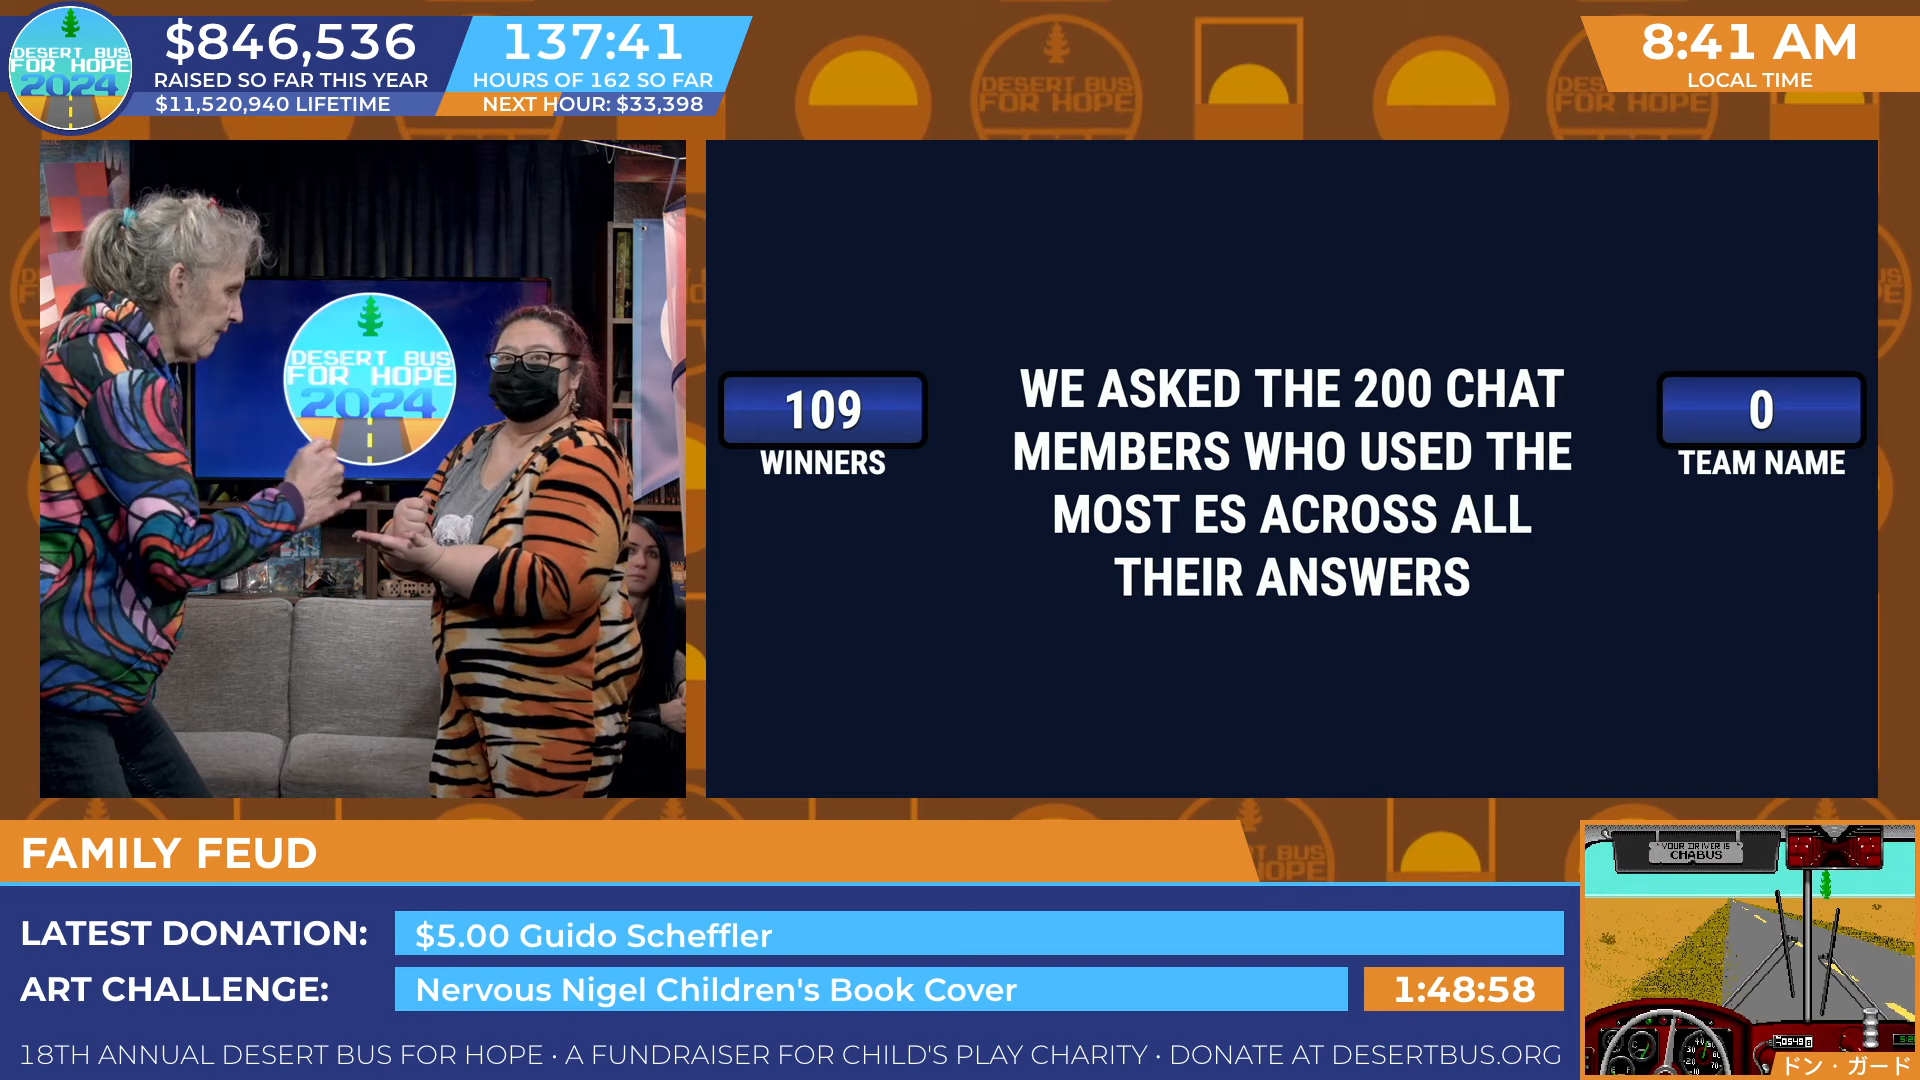 DESERT BUS
FOR HOPE
2024
$846,536
RAISED SO FAR THIS YEAR
$11,520,940 LIFETIME
137:41
HOURS OF 162 SO FAR
NEXT HOUR: $33,398
8:41 AM
LOCAL TIME
DESERT BUS
FOR HOPE
2024
109
WINNERS
WE ASKED THE 200 CHAT
MEMBERS WHO USED THE
MOST ES ACROSS ALL
THEIR ANSWERS
0
TEAM NAME
FAMILY FEUD
LATEST DONATION:
$5.00 Guido Scheffler
ART CHALLENGE:
Nervous Nigel Children's Book Cover
1:48:58
18TH ANNUAL DESERT BUS FOR HOPE · A FUNDRAISER FOR CHILD'S PLAY CHARITY · DONATE AT DESERTBUS.ORG
YOUR DRIVER IS
CHABUS
ドン・ガード